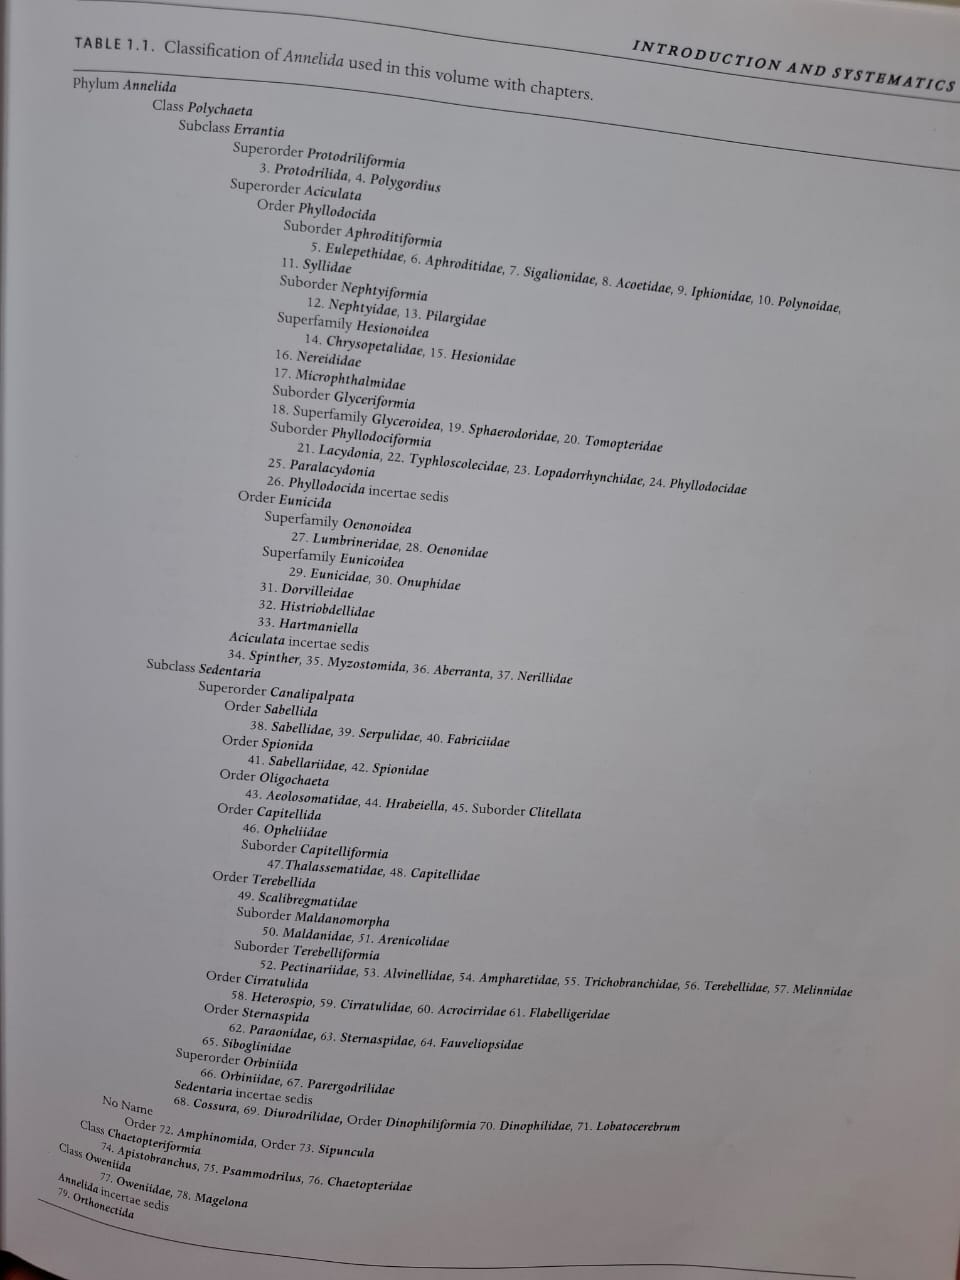 INTRODUCTION AND SYSTEMATICS
TABLE 1.1. Classification of Annelida used in this volume with chapters.
Phylum Annelida
Class Polychaeta
Subclass Errantia
Superorder Protodriliformia
3. Protodrilida, 4. Polygordius
Superorder Aciculata
Order Phyllodocida
Suborder Aphroditiformia
5. Eulepethidae, 6. Aphroditidae, 7. Sigalionidae, 8. Acoetidae, 9. Iphionidae, 10. Polynoidae,
11. Syllidae
Suborder Nephtyiformia
12. Nephtyidae, 13. Pilargidae
Superfamily Hesionoidea
14. Chrysopetalidae, 15. Hesionidae
16. Nereididae
17. Microphthalmidae
Suborder Glyceriformia
18. Superfamily Glyceroidea, 19. Sphaerodoridae, 20. Tomopteridae
Suborder Phyllodociformia
21. Lacydonia, 22. Typhloscolecidae, 23. Lopadorrhynchidae, 24. Phyllodocidae
25. Paralacydonia
26. Phyllodocida incertae sedis
Order Eunicida
Superfamily Oenonoidea
27. Lumbrineridae, 28. Oenonidae
Superfamily Eunicoidea
29. Eunicidae, 30. Onuphidae
31. Dorvilleidae
32. Histriobdellidae
33. Hartmaniella
Aciculata incertae sedis
34. Spinther, 35. Myzostomida, 36. Aberranta, 37. Nerillidae
Subclass Sedentaria
Superorder Canalipalpata
Order Sabellida
38. Sabellidae, 39. Serpulidae, 40. Fabriciidae
Order Spionida
41. Sabellariidae, 42. Spionidae
Order Oligochaeta
43. Aeolosomatidae, 44. Hrabeiella, 45. Suborder Clitellata
Order Capitellida
46. Opheliidae
Suborder Capitelliformia
47. Thalassematidae, 48. Capitellidae
Order Terebellida
49. Scalibregmatidae
Suborder Maldanomorpha
50. Maldanidae, 51. Arenicolidae
Suborder Terebelliformia
52. Pectinariidae, 53. Alvinellidae, 54. Ampharetidae, 55. Trichobranchidae, 56. Terebellidae, 57. Melinnidae
Order Cirratulida
58. Heterospio, 59. Cirratulidae, 60. Acrocirridae 61. Flabelligeridae
Order Sternaspida
62. Paraonidae, 63. Sternaspidae, 64. Fauveliopsidae
65. Siboglinidae
Superorder Orbiniida
66. Orbiniidae, 67. Parergodrilidae
Sedentaria incertae sedis
68. Cossura, 69. Diurodrilidae, Order Dinophiliformia 70. Dinophilidae, 71. Lobatocerebrum
No Name
Order 72. Amphinomida, Order 73. Sipuncula
Class Chaetopteriformia
74. Apistobranchus, 75. Psammodrilus, 76. Chaetopteridae
Class Oweniida
77. Oweniidae, 78. Magelona
Annelida incertae sedis
79. Orthonectida